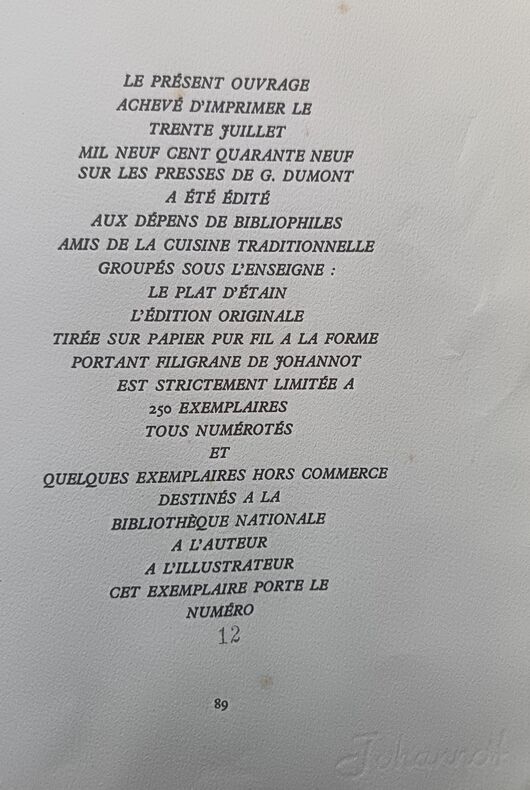 LE PRÉSENT OUVRAGE
ACHEVÉ D'IMPRIMER LE
TRENTE JUILLET
MIL NEUF CENT QUARANTE NEUF
SUR LES PRESSES DE G. DUMONT
A ÉTÉ ÉDITÉ
AUX DÉPENS DE BIBLIOPHILES
AMIS DE LA CUISINE TRADITIONNELLE
GROUPÉS SOUS L'ENSEIGNE :
LE PLAT D'ÉTAIN
L'ÉDITION ORIGINALE
TIRÉE SUR PAPIER PUR FIL A LA FORME
PORTANT FILIGRANE DE JOHANNOT
EST STRICTEMENT LIMITÉE A
250 EXEMPLAIRES
TOUS NUMÉROTÉS
ET
QUELQUES EXEMPLAIRES HORS COMMERCE
DESTINÉS A LA
BIBLIOTHÈQUE NATIONALE
A L'AUTEUR
A L'ILLUSTRATEUR
CET EXEMPLAIRE PORTE LE
NUMÉRO
12
89
Johannot